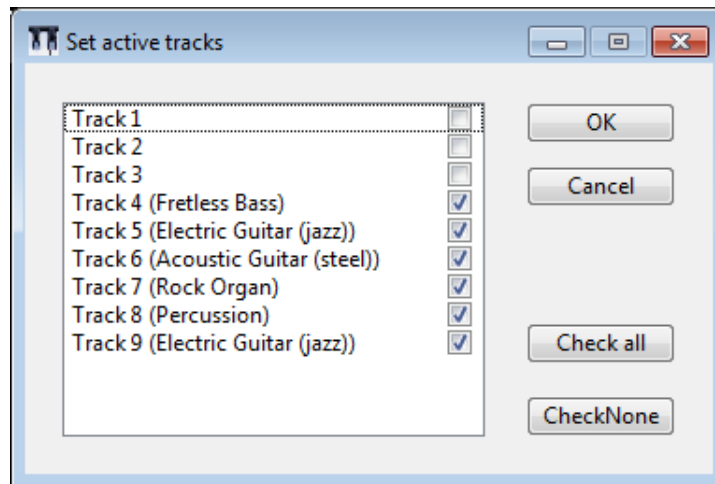 Set active tracks
Track 1
Track 2
Track 3
Track 4 (Fretless Bass)
Track 5 (Electric Guitar (jazz))
Track 6 (Acoustic Guitar (steel))
Track 7 (Rock Organ)
Track 8 (Percussion)
Track 9 (Electric Guitar (jazz))
OK
Cancel
Check all
CheckNone